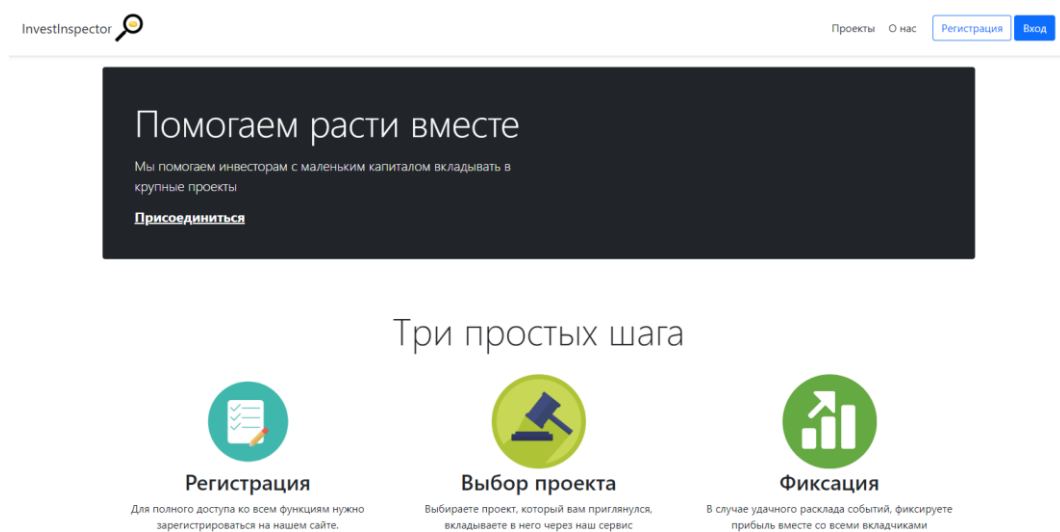 InvestInspector
Проекты О нас Регистрация Вход
Помогаем расти вместе
Мы помогаем инвесторам с маленьким капиталом вкладывать в
крупные проекты
Присоединиться
Три простых шага
Регистрация
Для полного доступа ко всем функциям нужно
зарегистрироваться на нашем сайте.
Выбор проекта
Выбираете проект, который вам приглянулся,
вкладываете в него через наш сервис
Фиксация
В случае удачного расклада событий, фиксируете
прибыль вместе со всеми вкладчиками